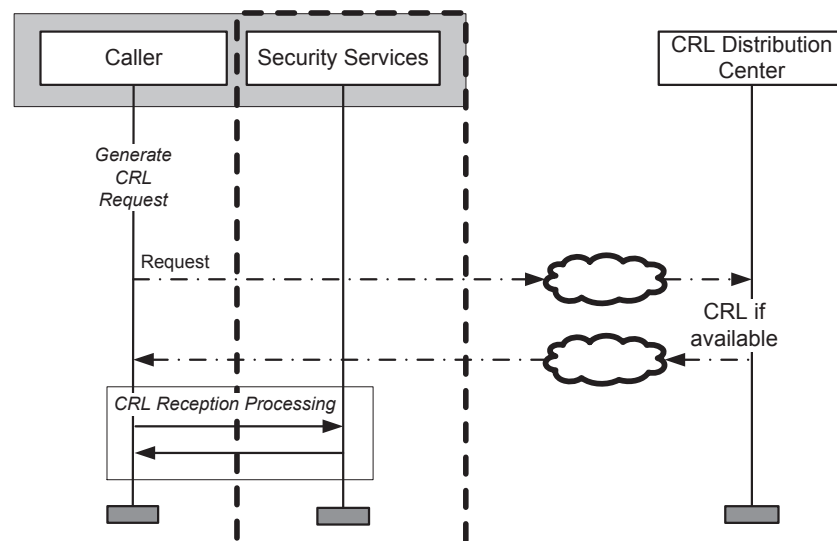 Caller
Security Services
CRL Distribution
Center
Generate
CRL
Request
Request
CRL if
available
CRL Reception Processing